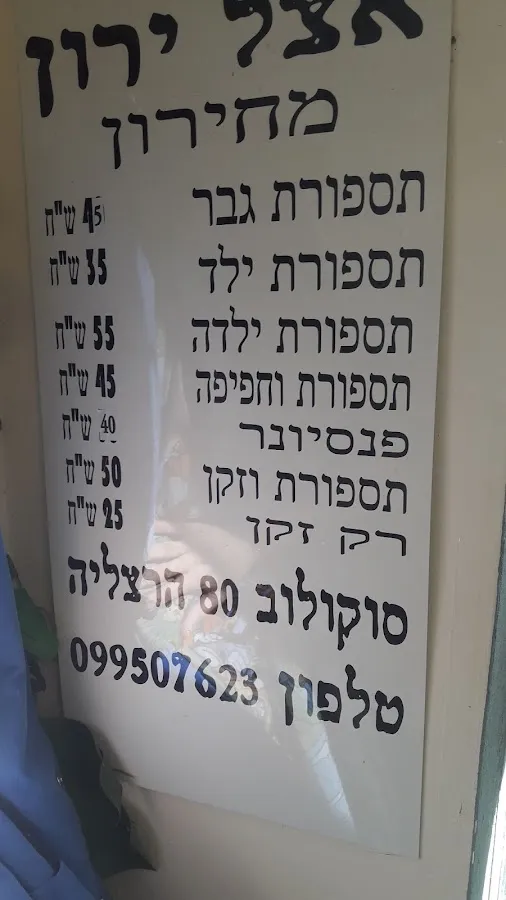 אצל ירון
מחירון
תספורת גבר 45 ש"ח
תספורת ילד 35 ש"ח
תספורת ילדה 55 ש"ח
תספורת וחפיפה 45 ש"ח
פנסיונר 40 ש"ח
תספורת וזקן 50 ש"ח
רק זקן 25 ש"ח
סוקולוב 80 הרצליה
טלפון 099507623